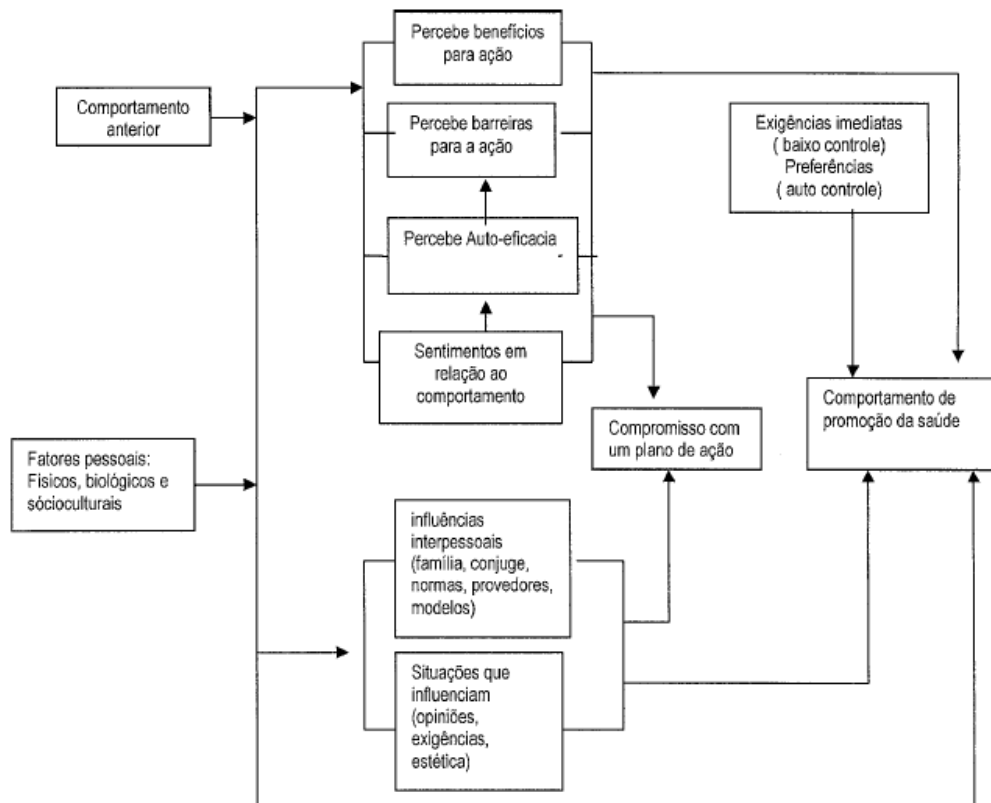 Percebe benefícios
para ação
Comportamento
anterior
Percebe barreiras
para a ação
Exigências imediatas
( baixo controle)
Preferências
( auto controle)
Percebe Auto-eficacia
Sentimentos em
relação ao
comportamento
Comportamento de
promoção da saúde
Compromisso com
um plano de ação
Fatores pessoais:
Fisicos, biológicos e
sócioculturais
influências
interpessoais
(família, conjuge,
normas, provedores,
modelos)
Situações que
influenciam
(opiniões,
exigências,
estética)